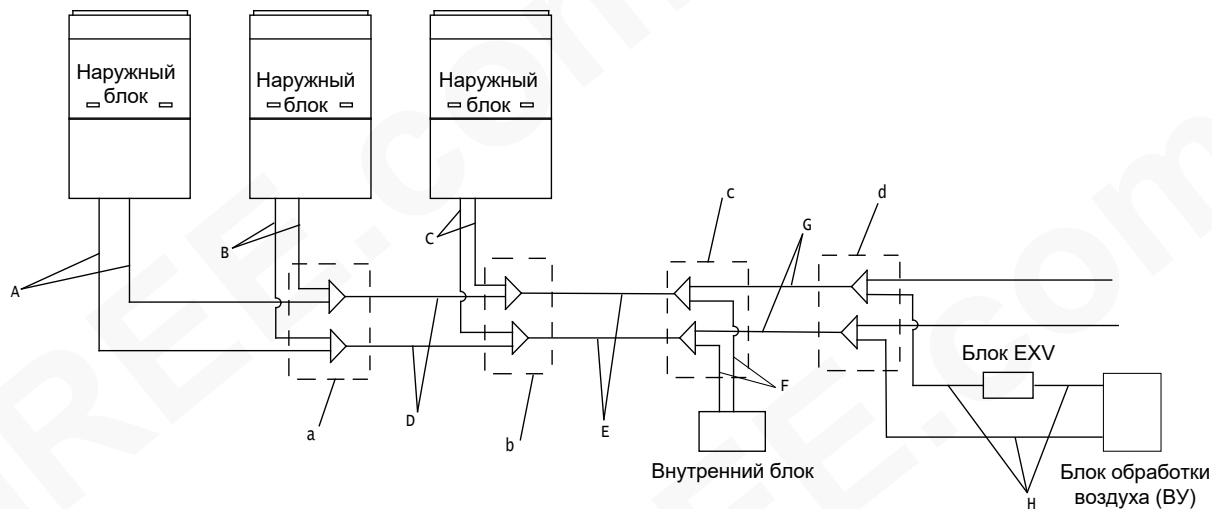 Наружный
блок
Наружный
блок
Наружный
блок
A
B
C
c
G
d
a
D
b
E
F
Блок EXV
Внутренний блок
H
Блок обработки
воздуха (ВУ)